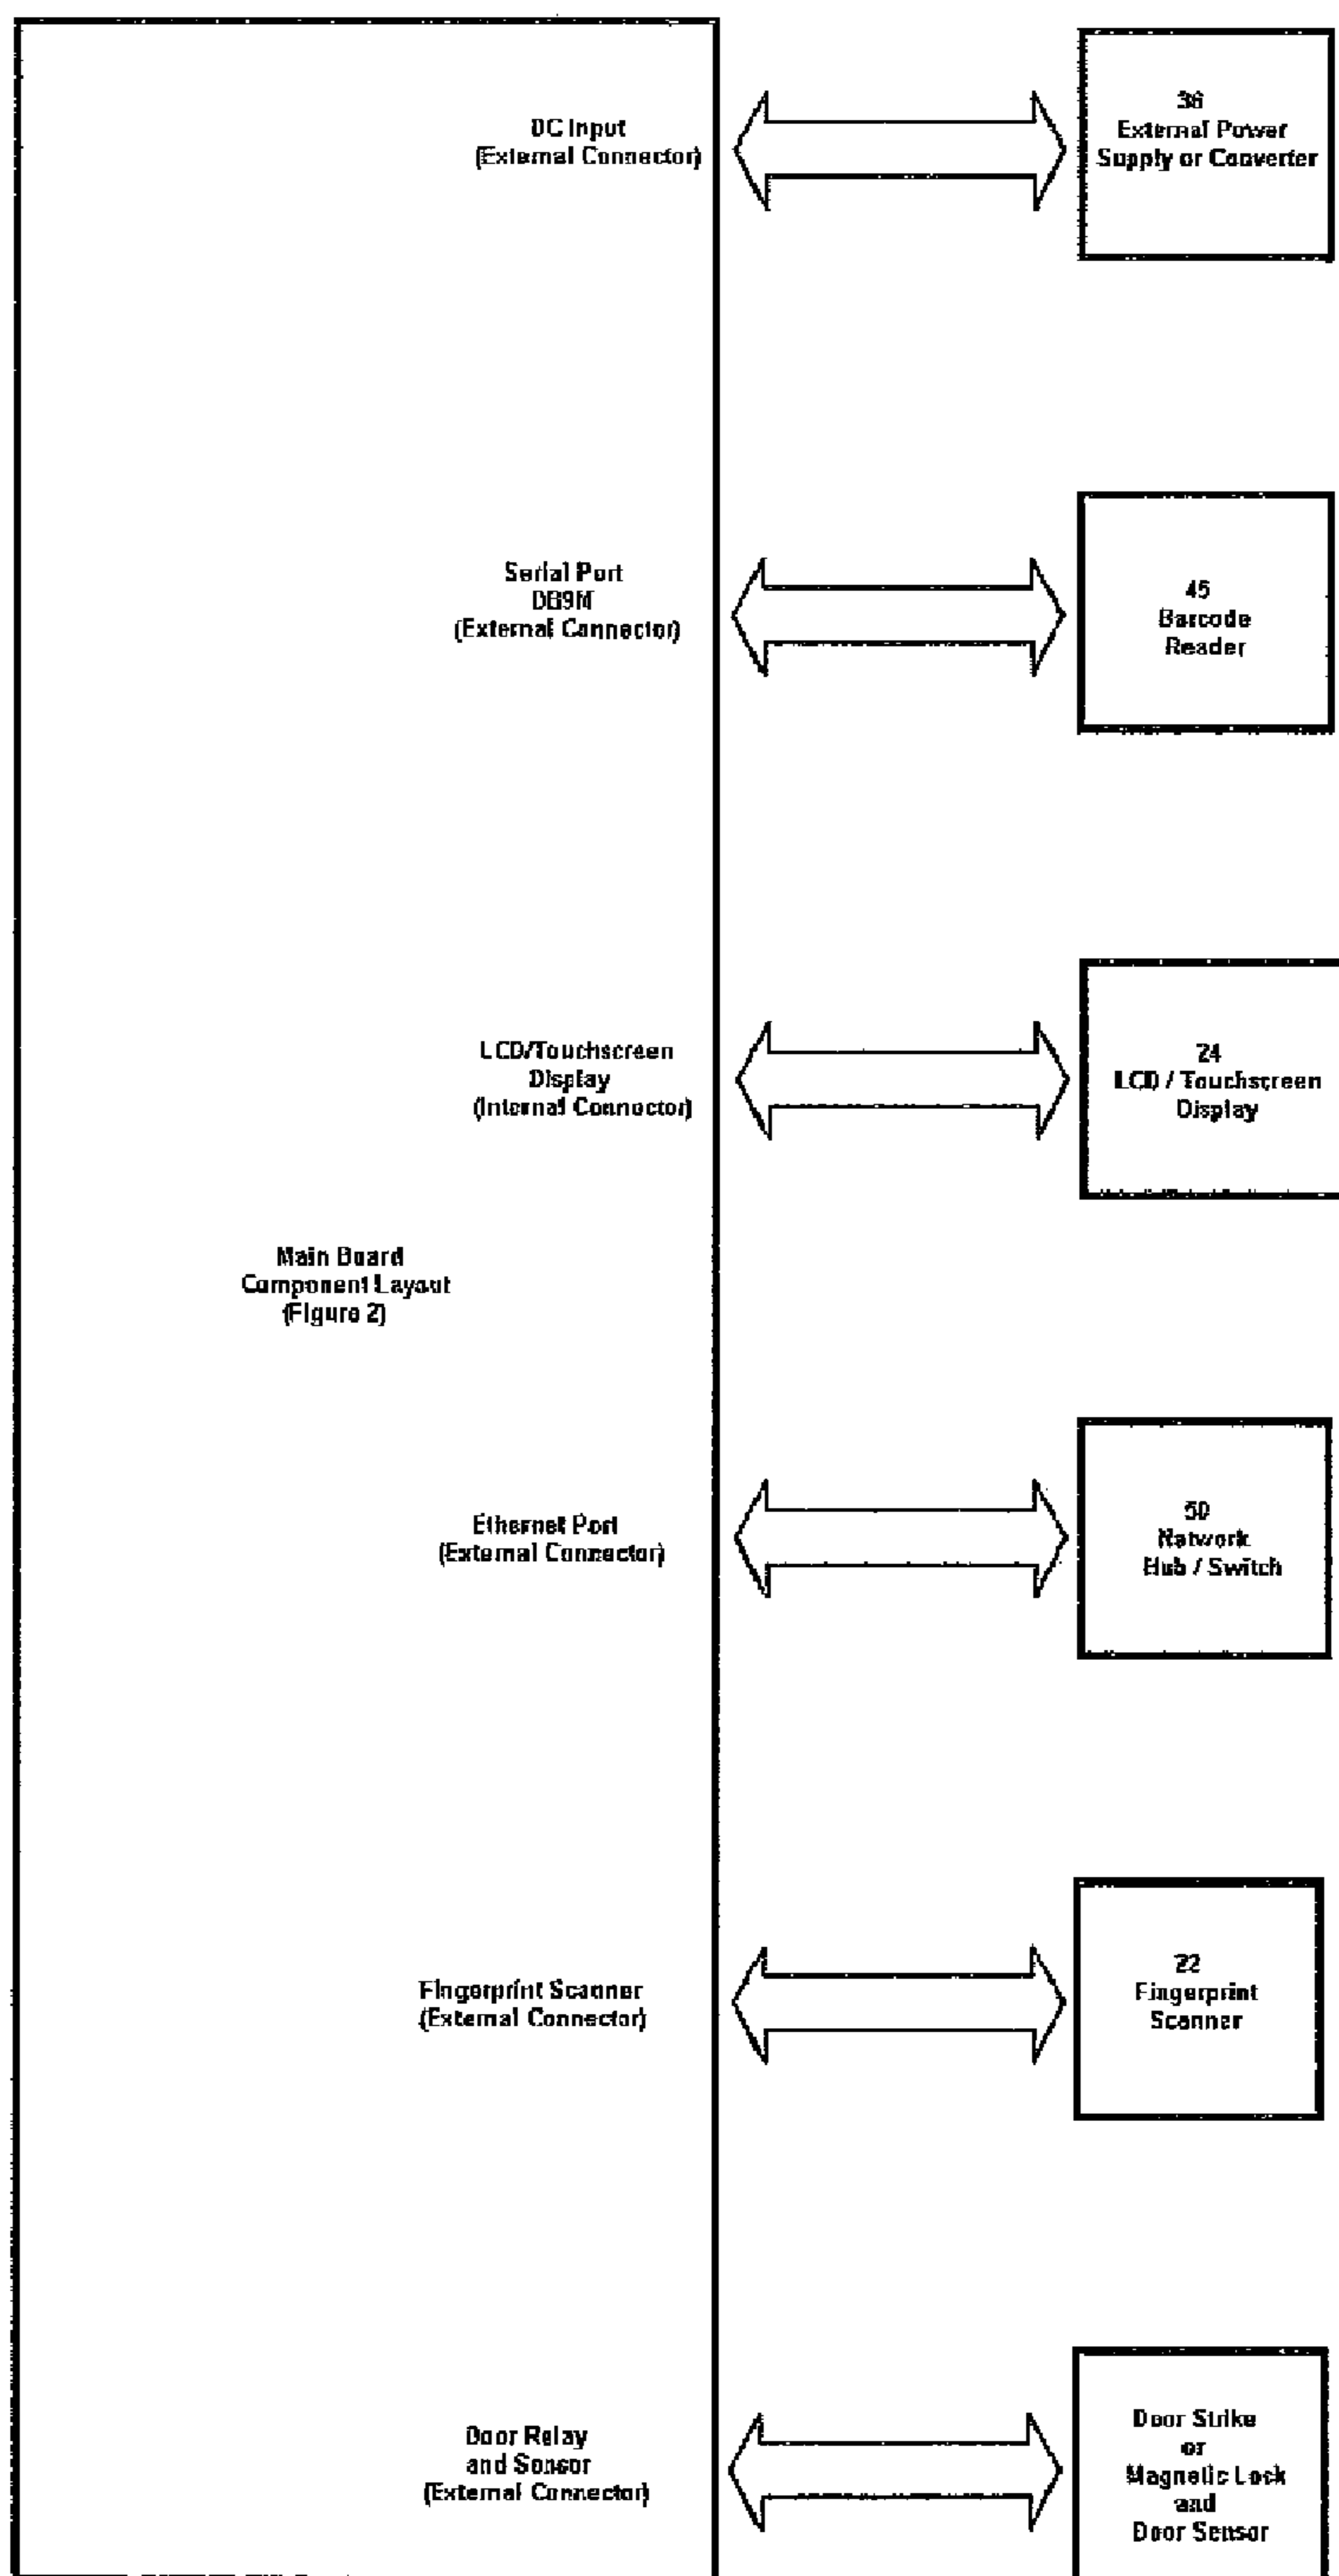 DC Input
(External Connector)
36
External Power
Supply or Converter
Serial Port
DB9M
(External Connector)
45
Barcode
Reader
LCD/Touchscreen
Display
(Internal Connector)
24
LCD / Touchscreen
Display
Main Board
Component Layout
(Figure 2)
Ethernet Port
(External Connector)
50
Network
Hub / Switch
Fingerprint Scanner
(External Connector)
22
Fingerprint
Scanner
Door Relay
and Sensor
(External Connector)
Door Strike
or
Magnetic Lock
and
Door Sensor